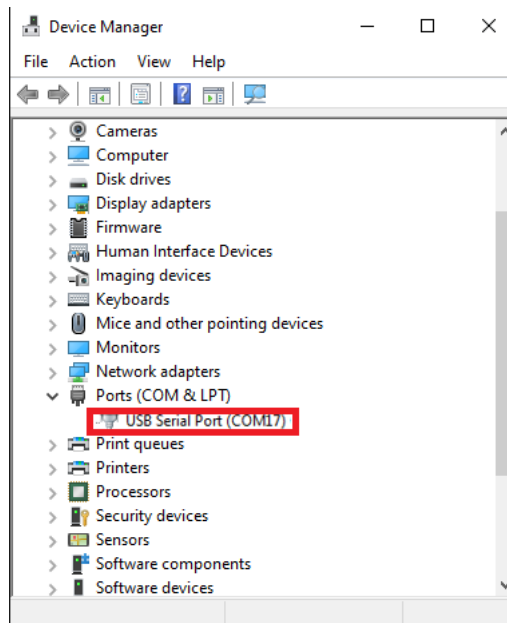 Device Manager
File Action View Help
Cameras
Computer
Disk drives
Display adapters
Firmware
Human Interface Devices
Imaging devices
Keyboards
Mice and other pointing devices
Monitors
Network adapters
Ports (COM & LPT)
USB Serial Port (COM17)
Print queues
Printers
Processors
Security devices
Sensors
Software components
Software devices